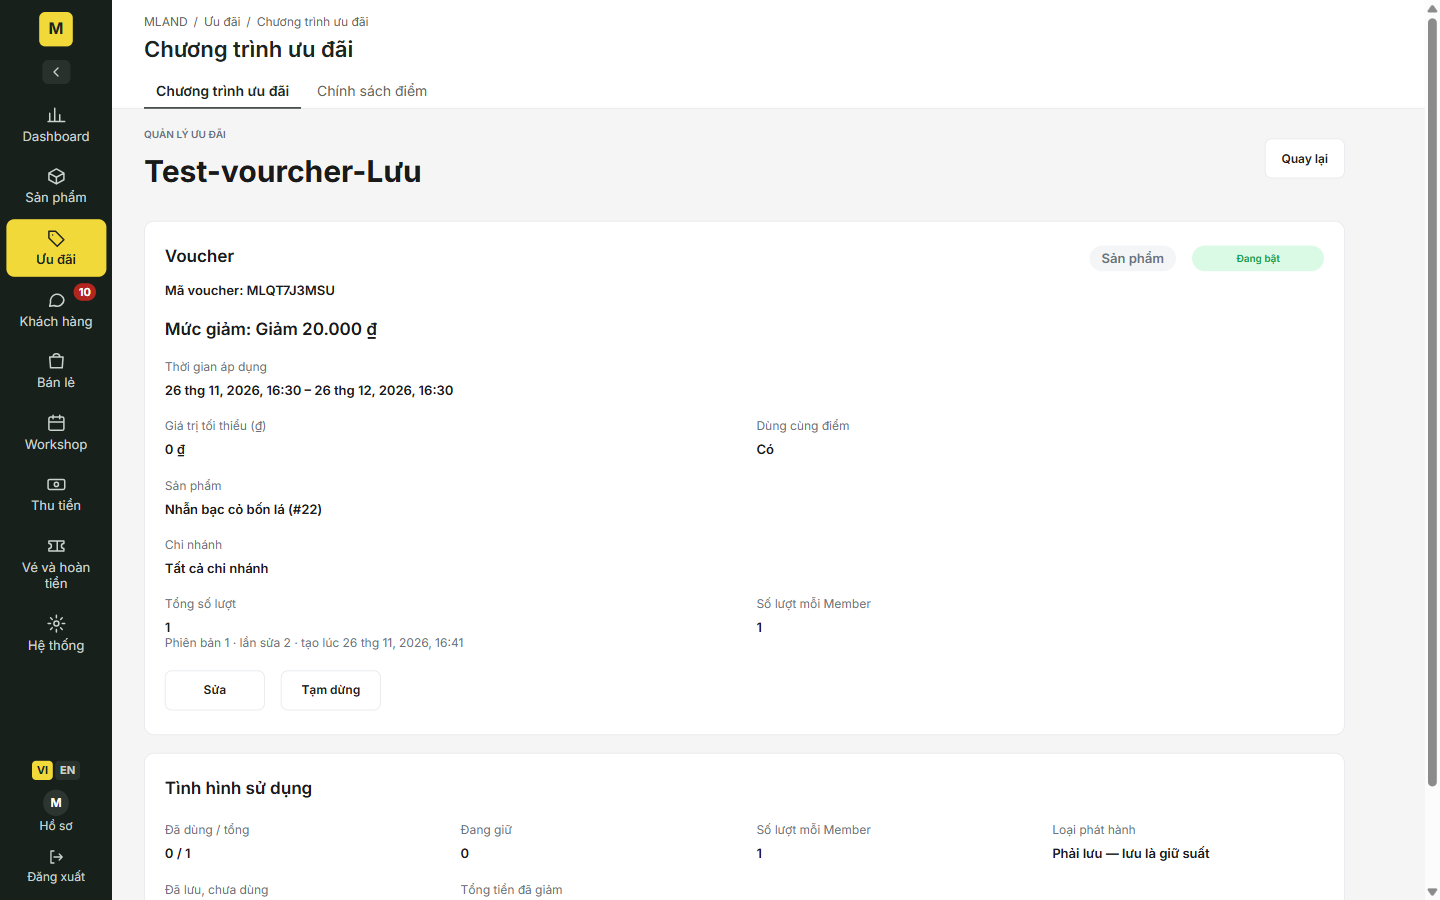 M
Dashboard
Sản phẩm
Ưu đãi
10
Khách hàng
Bán lẻ
Workshop
Thu tiền
Vé và hoàn
tiền
Hệ thống
VI EN
M
Hồ sơ
Đăng xuất
MLAND / Ưu đãi / Chương trình ưu đãi
Chương trình ưu đãi
Chương trình ưu đãi Chính sách điểm
QUẢN LÝ ƯU ĐÃI
Test-vourcher-Lưu
Quay lại
Voucher
Sản phẩm Đang bật
Mã voucher: MLQT7J3MSU
Mức giảm: Giảm 20.000 ₫
Thời gian áp dụng
26 thg 11, 2026, 16:30 – 26 thg 12, 2026, 16:30
Giá trị tối thiểu (₫) Dùng cùng điểm
0 ₫ Có
Sản phẩm
Nhẫn bạc cỏ bốn lá (#22)
Chi nhánh
Tất cả chi nhánh
Tổng số lượt Số lượt mỗi Member
1 1
Phiên bản 1 · lần sửa 2 · tạo lúc 26 thg 11, 2026, 16:41
Sửa Tạm dừng
Tình hình sử dụng
Đã dùng / tổng Đang giữ Số lượt mỗi Member Loại phát hành
0 / 1 0 1 Phải lưu — lưu là giữ suất
Đã lưu, chưa dùng Tổng tiền đã giảm